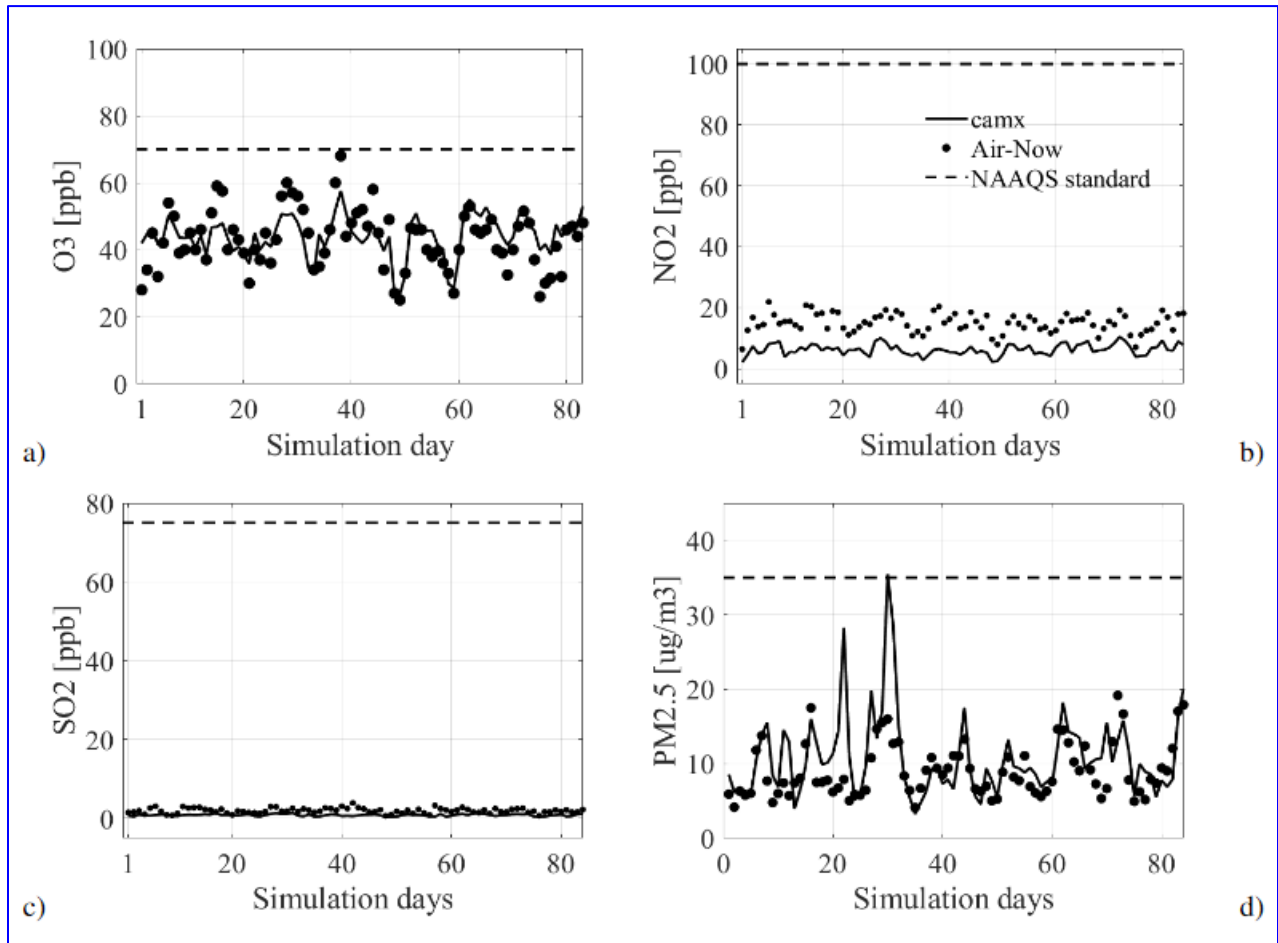 100
80
60
40
20
0
O3 [ppb]
1 20 40 60 80
Simulation day
a)
100
80
60
40
20
0
NO2 [ppb]
camx
Air-Now
NAAQS standard
1 20 40 60 80
Simulation days
b)
80
60
40
20
0
SO2 [ppb]
1 20 40 60 80
Simulation days
c)
40
30
20
10
0
PM2.5 [ug/m3]
0 20 40 60 80
Simulation days
d)